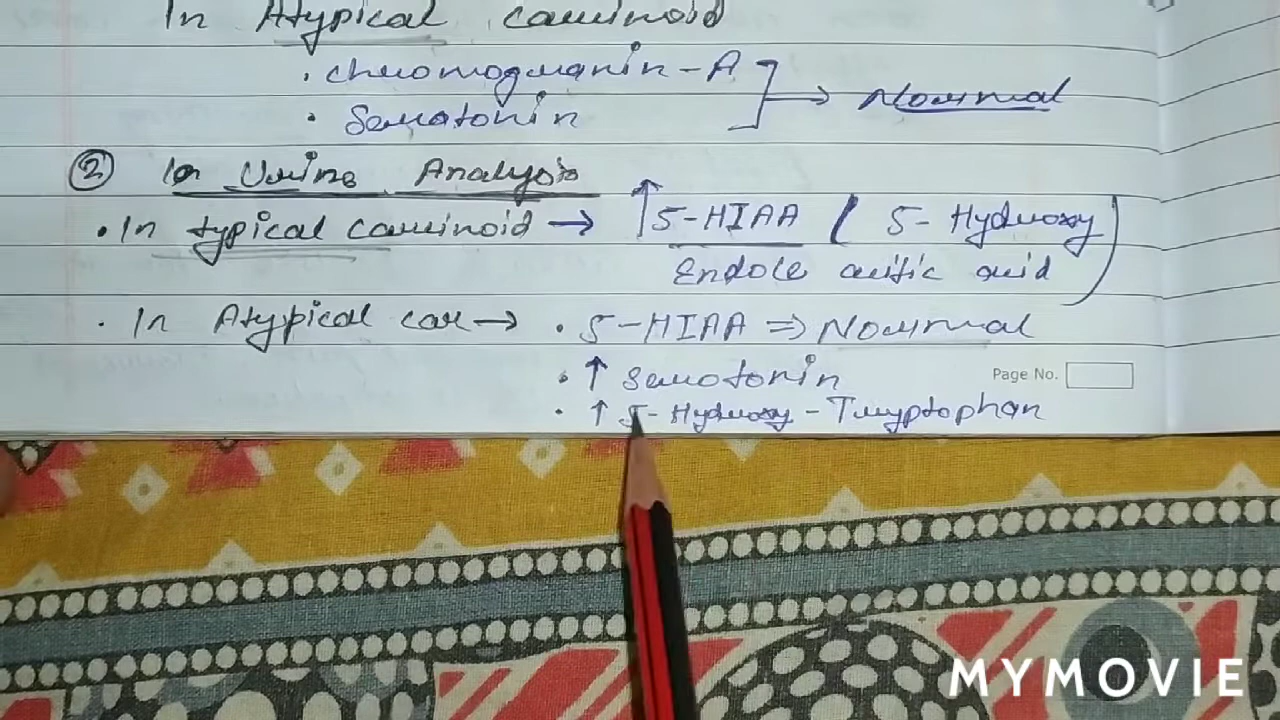 In Atypical carcinoid
• Chromogranin-A
• Serotonin → Normal
② In Urine Analysis
• In typical carcinoid → ↑ 5-HIAA ( 5-Hydroxy
Endole acitic acid )
• In Atypical car → • 5-HIAA ⇒ Normal
• ↑ Serotonin
Page No.
• ↑ 5-Hydroxy-Tryptophan
MYMOVIE